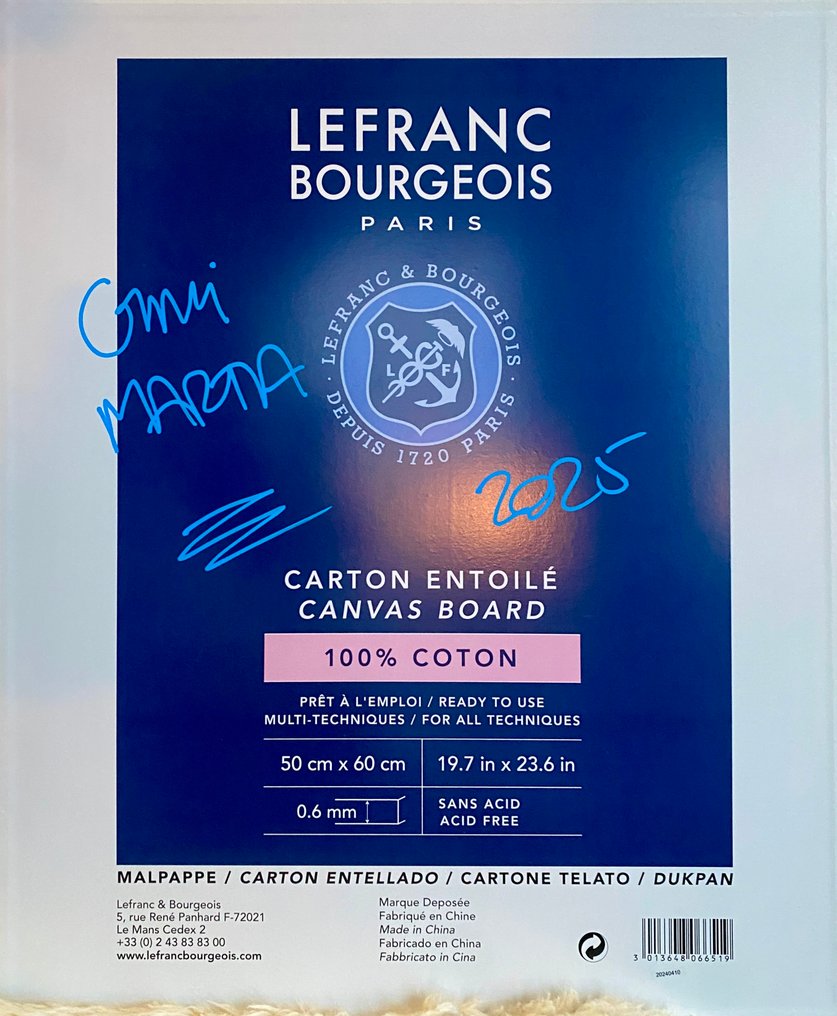 LEFRANC
BOURGEOIS
PARIS
LEFRANC & BOURGEOIS
L F
DEPUIS 1720 PARIS
MARTA
2025
CARTON ENTOILÉ
CANVAS BOARD
100% COTON
PRÊT À L'EMPLOI / READY TO USE
MULTI-TECHNIQUES / FOR ALL TECHNIQUES
50 cm x 60 cm 19.7 in x 23.6 in
0.6 mm
SANS ACID
ACID FREE
MALPAPPE / CARTON ENTELLADO / CARTONE TELATO / DUKPAN
Lefranc & Bourgeois
5, rue René Panhard F-72021
Le Mans Cedex 2
+33 (0) 2 43 83 83 00
www.lefrancbourgeois.com
Marque Deposée
Fabriqué en Chine
Made in China
Fabricado en China
Fabbricato in Cina
3 013648 066519
20240410